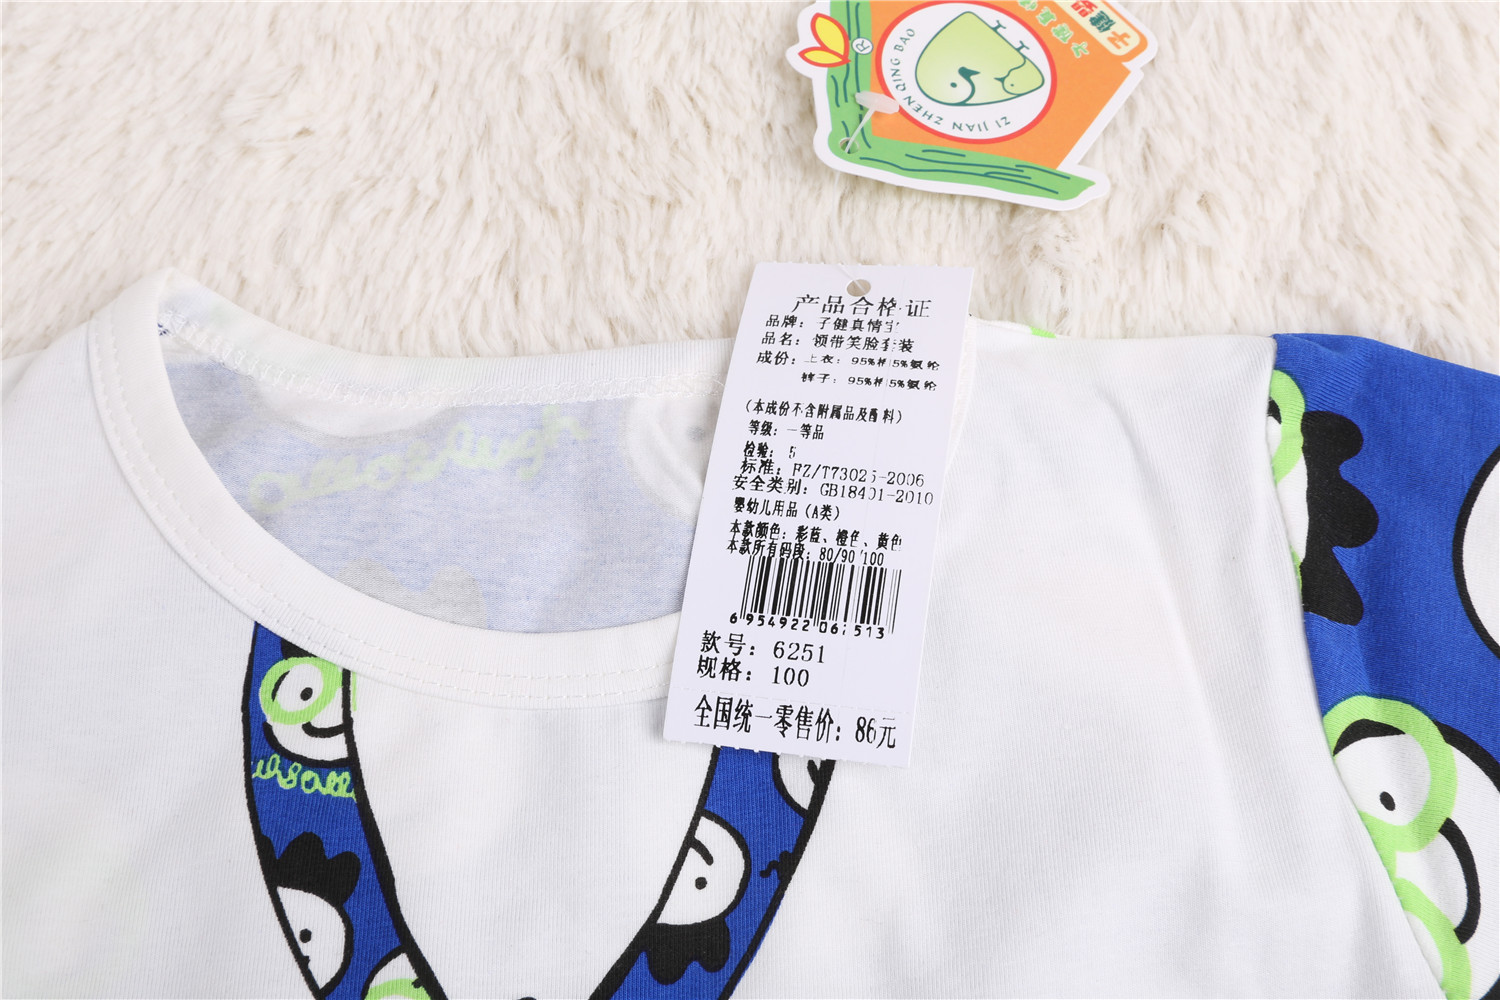 ZI JIAN ZHEN QING BAO
®
产品合格证
品牌：子健真情宝
品名：领带笑脸套装
成份：上衣：95%棉 5%氨纶
裤子：95%棉 5%氨纶
（本成份不含附属品及配料）
等级：一等品
检验：5
标准：FZ/T73025-2006
安全类别：GB18401-2010
婴幼儿用品（A类）
本款颜色：彩蓝、橙色、黄色
本款所有码段：80/90/100
款号：6251
规格：100
全国统一零售价：86元